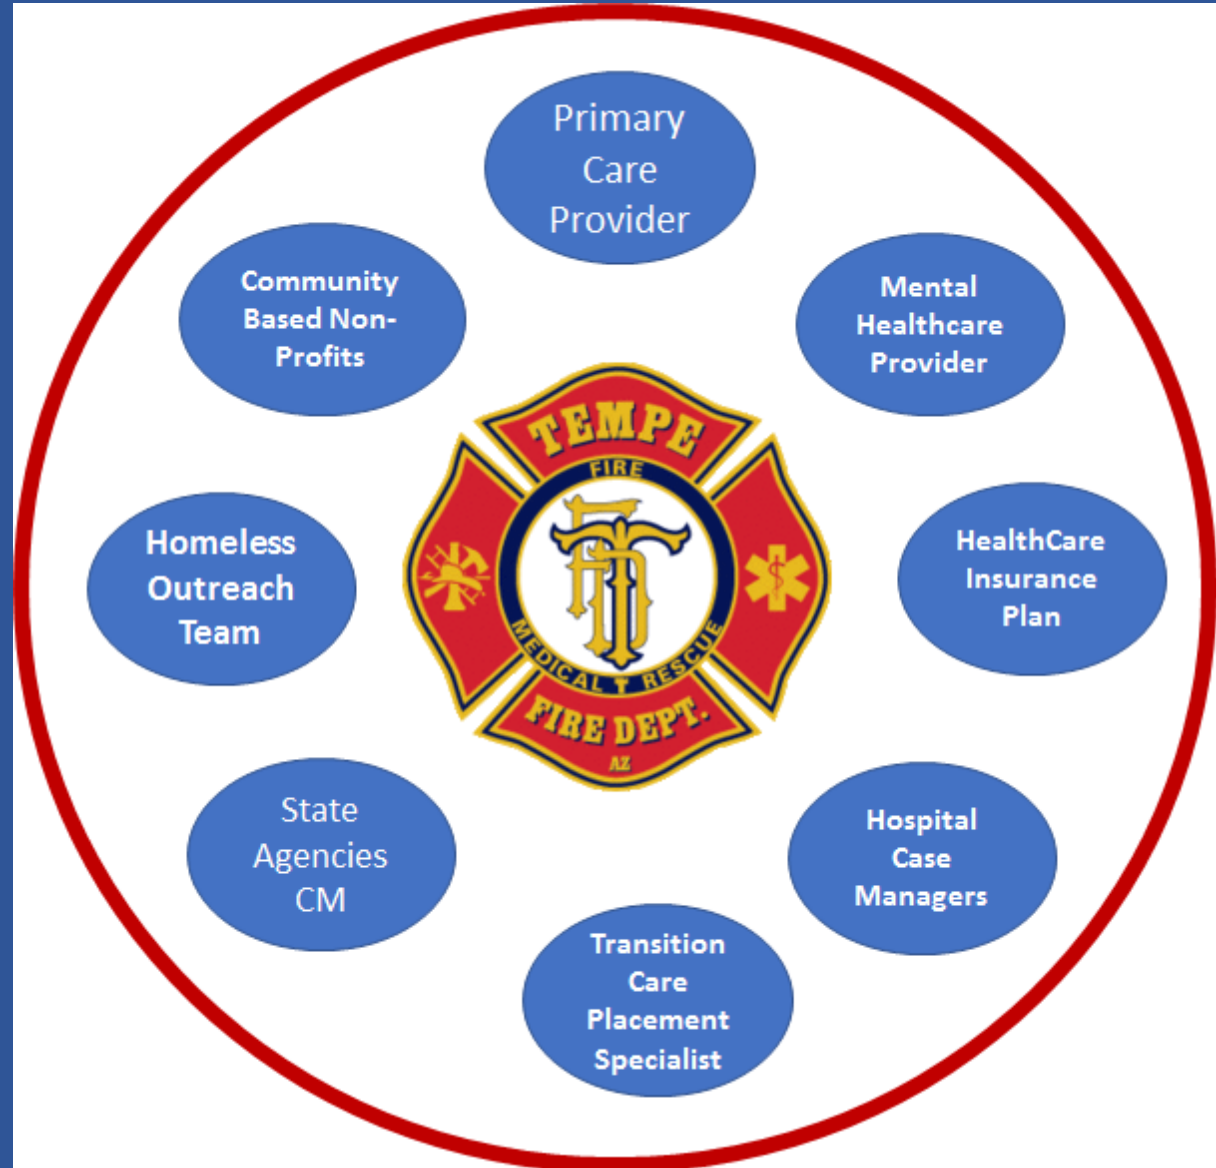 Primary
Care
Provider
Community
Based Non-
Profits
Mental
Healthcare
Provider
TEMPE
FIRE
Homeless
Outreach
Team
HealthCare
Insurance
Plan
TFD
MEDICAL T RESCUE
FIRE DEPT.
AZ
State
Agencies
CM
Hospital
Case
Managers
Transition
Care
Placement
Specialist